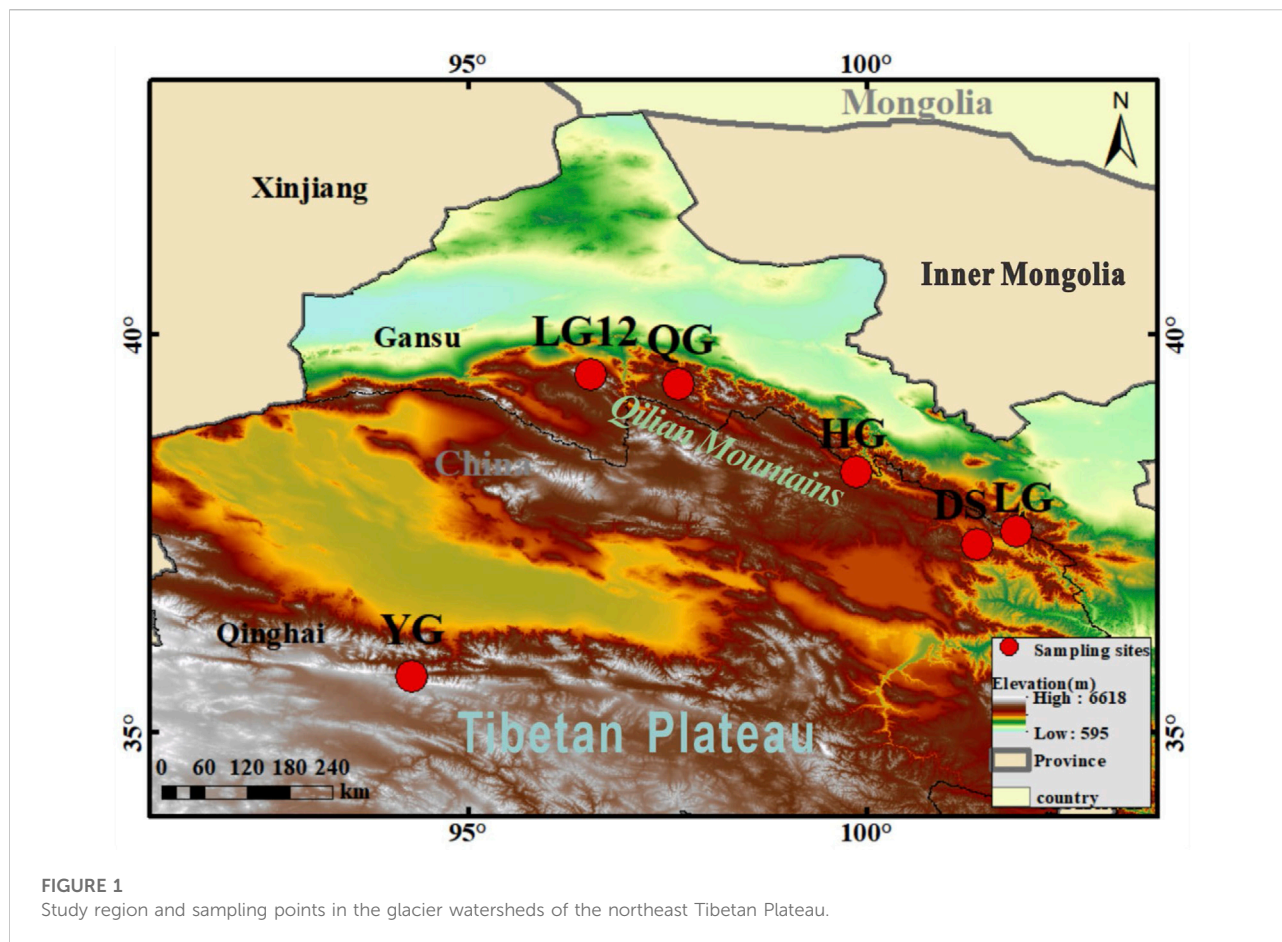 95°
100°
Mongolia
N
Xinjiang
Inner Mongolia
40°
40°
Gansu
LG12
QG
Qilian Mountains
HG
China
DS
LG
Qinghai
YG
Sampling sites
Elevation(m)
High : 6618
Low : 595
Province
country
35°
35°
Tibetan Plateau
0 60 120 180 240
km
95°
100°
FIGURE 1
Study region and sampling points in the glacier watersheds of the northeast Tibetan Plateau.